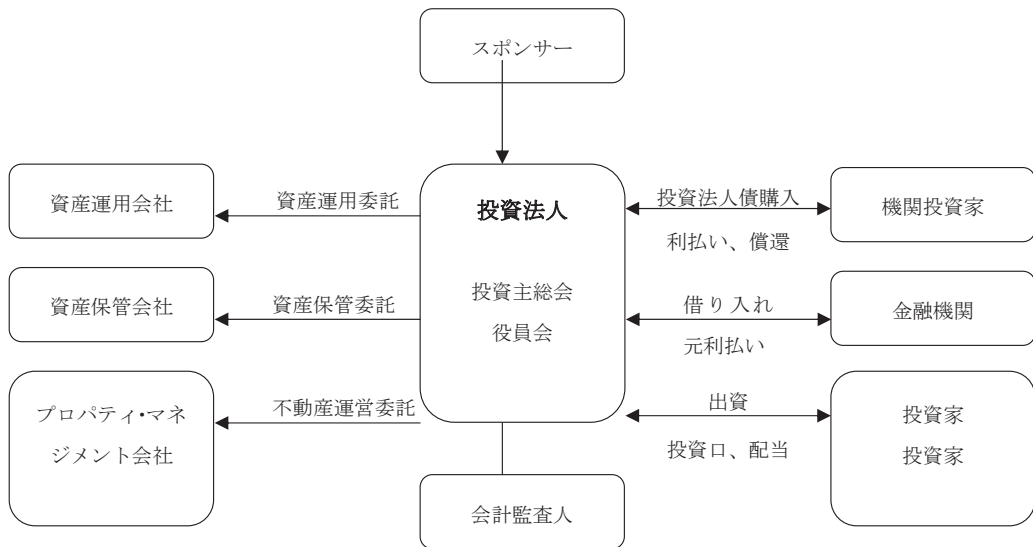 スポンサー
資産運用会社
資産運用委託
投資法人
投資法人債購入
機関投資家
利払い、償還
資産保管会社
資産保管委託
投資主総会
役員会
借り入れ
金融機関
元利払い
プロパティ・マネ
ジメント会社
不動産運営委託
出資
投資口、配当
投資家
投資家
会計監査人